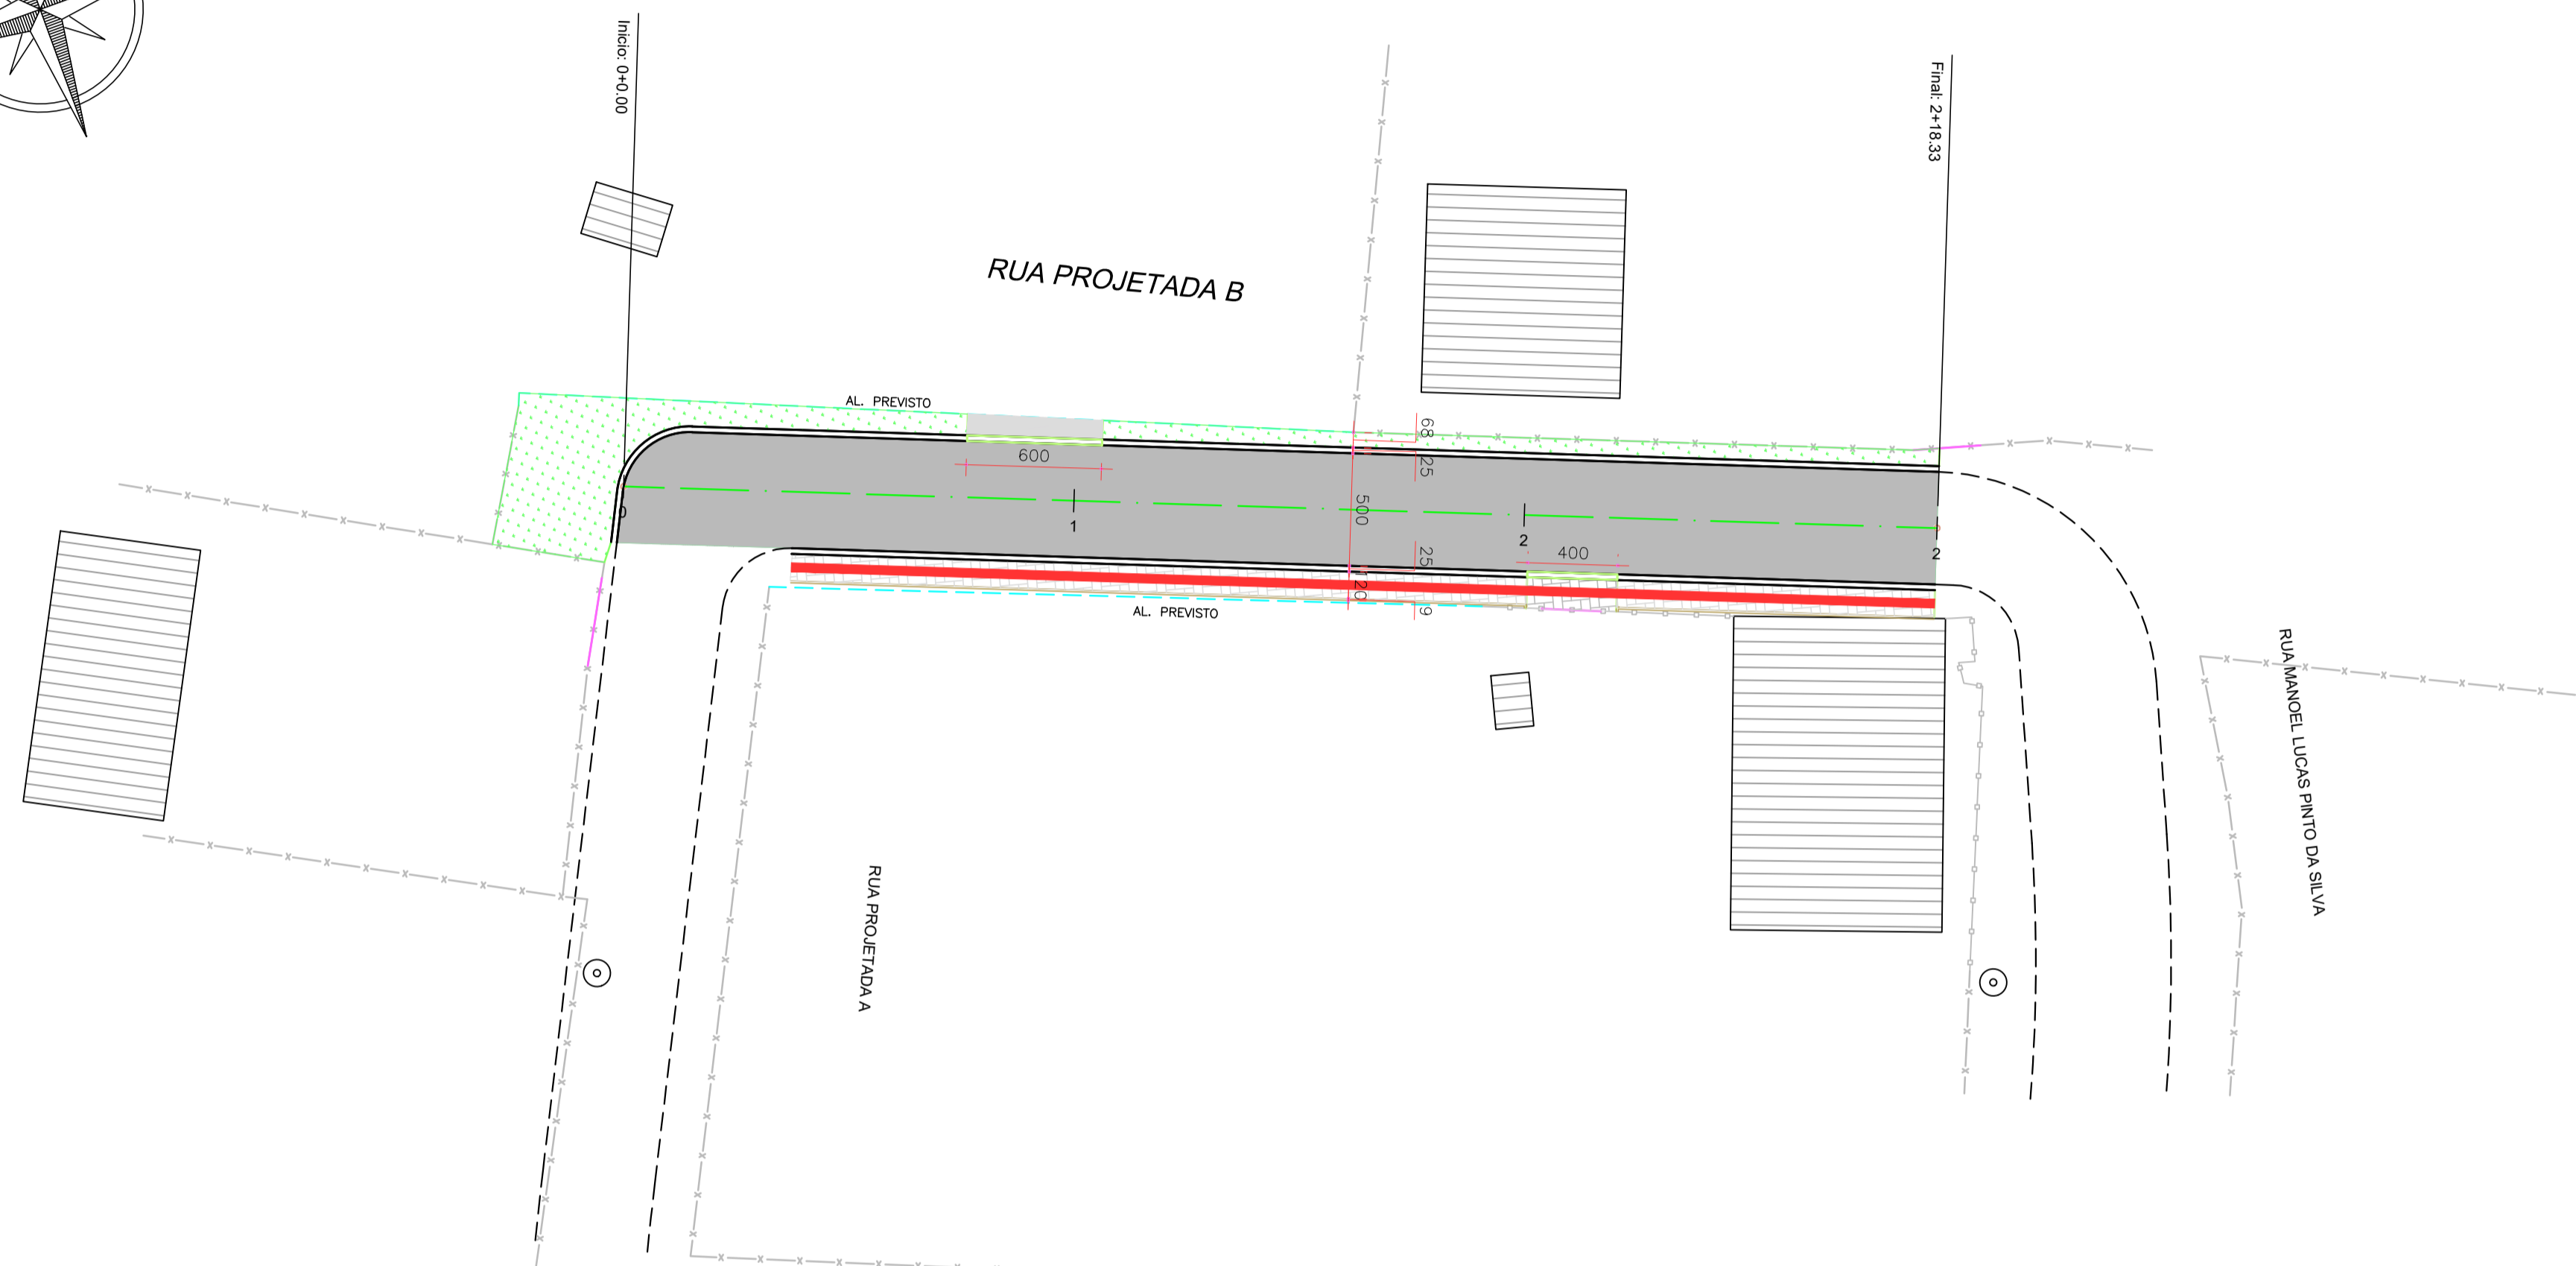 Inicio: 0+0.00
Final: 2+18.33
RUA PROJETADA B
AL. PREVISTO
68
25
600
500
0
1
2
2
25
400
120
9
AL. PREVISTO
RUA MANOEL LUCAS PINTO DA SILVA
RUA PROJETADA A